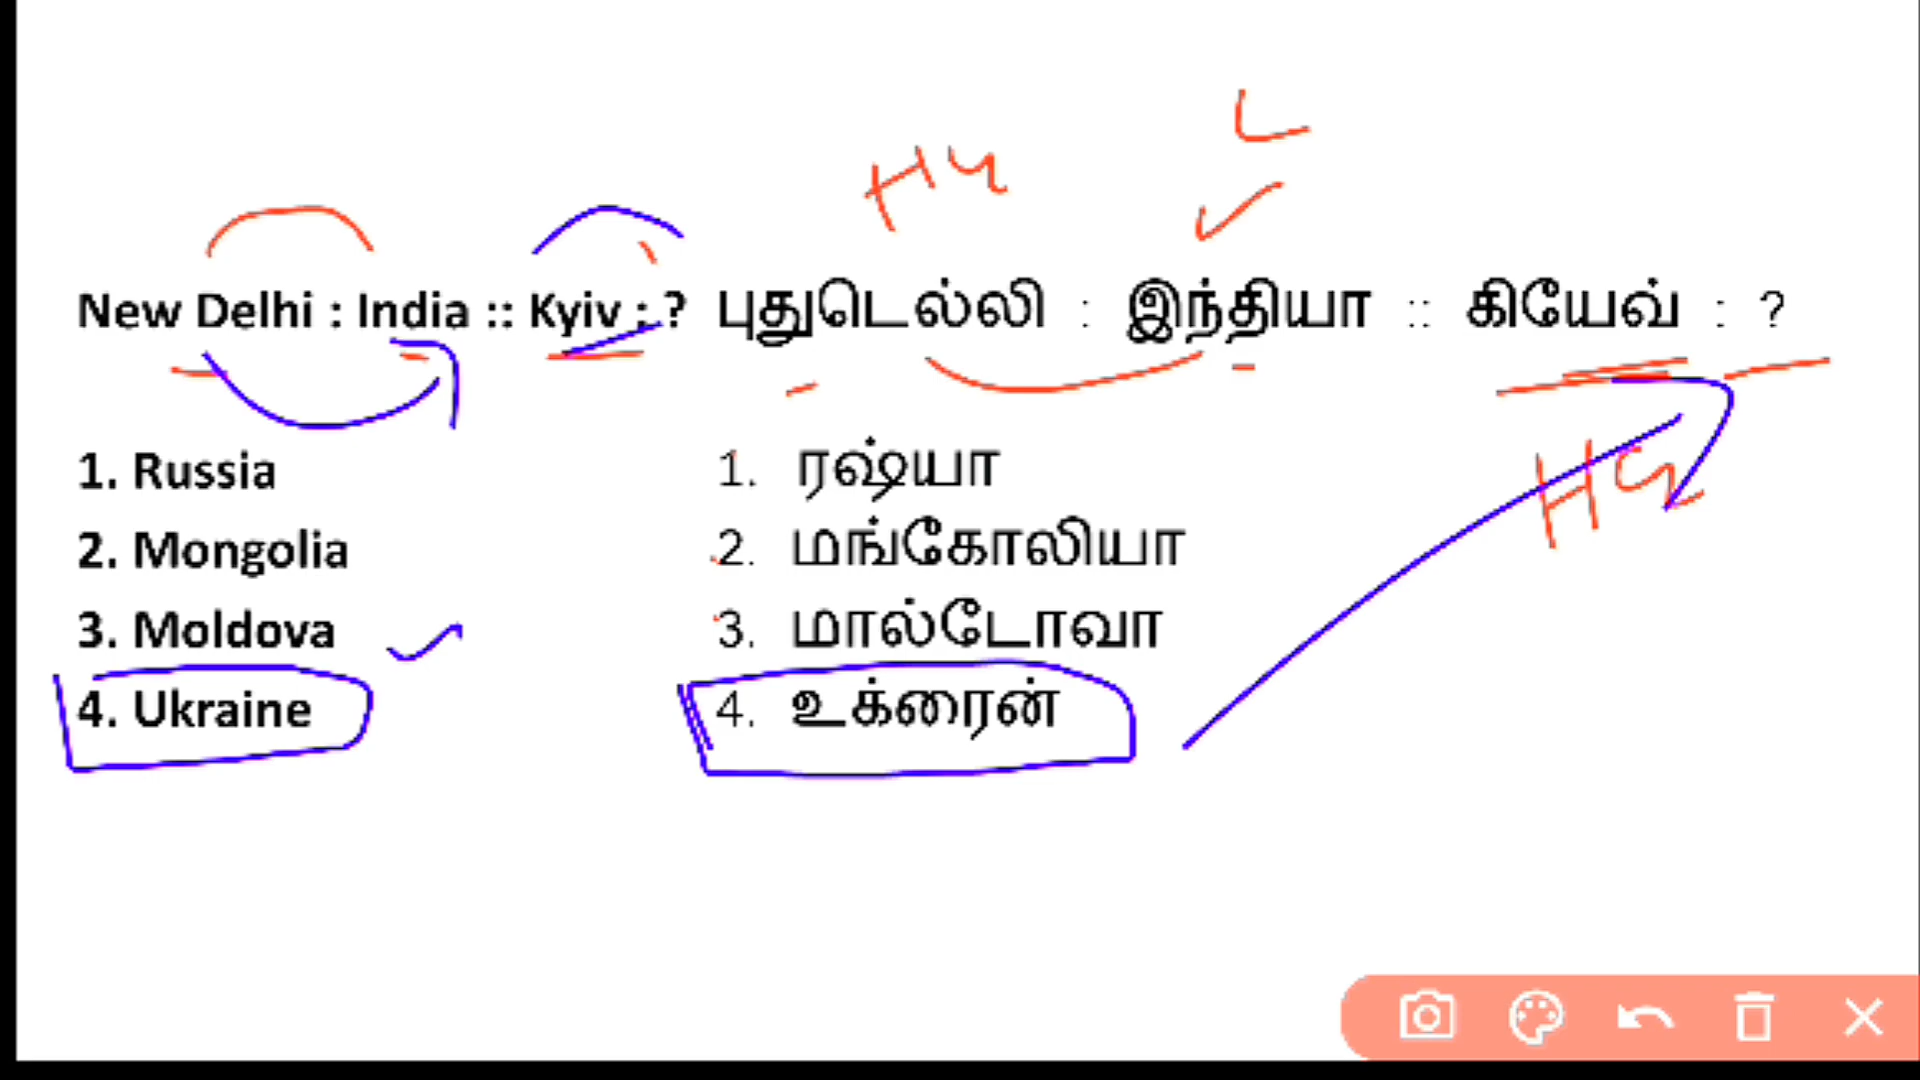 New Delhi : India :: Kyiv : ? புதுடெல்லி : இந்தியா :: கியேவ் : ?
1. Russia
2. Mongolia
3. Moldova
4. Ukraine
1. ரஷ்யா
2. மங்கோலியா
3. மால்டோவா
4. உக்ரைன்